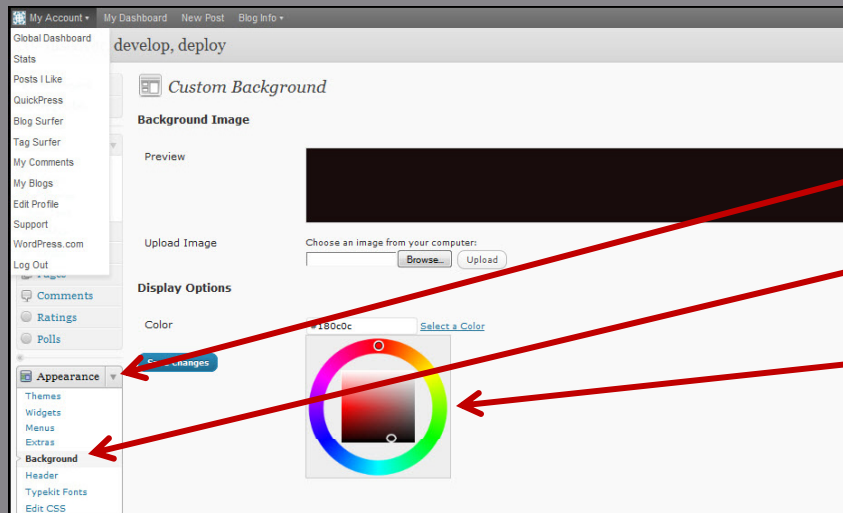 My Account My Dashboard New Post Blog Info
Global Dashboard
develop, deploy
Stats
Posts I Like
QuickPress
Blog Surfer
Tag Surfer
My Comments
My Blogs
Edit Profile
Support
WordPress.com
Log Out
Pages
Comments
Ratings
Polls
Appearance
Themes
Widgets
Menus
Extras
Background
Header
Typekit Fonts
Edit CSS
Custom Background
Background Image
Preview
Upload Image
Choose an image from your computer:
Browse... Upload
Display Options
Color
#180c0c Select a Color
Save Changes